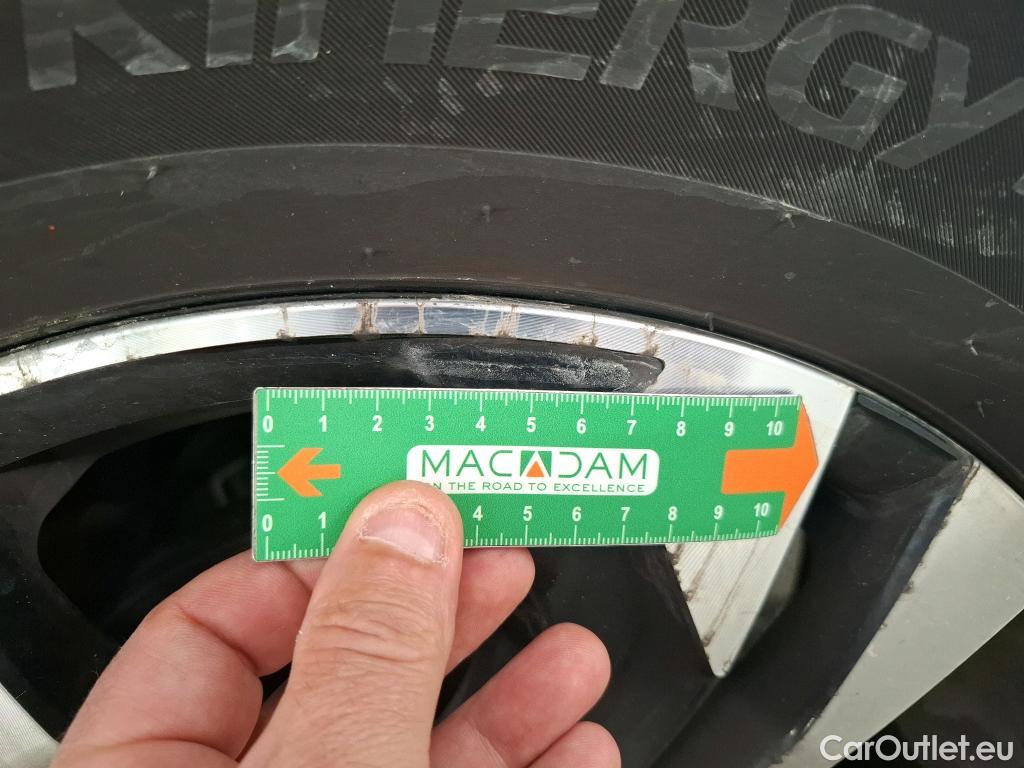 KINERGY
0 1 2 3 4 5 6 7 8 9 10
MACADAM
ON THE ROAD TO EXCELLENCE
0 1 4 5 6 7 8 9 10
CarOutlet.eu